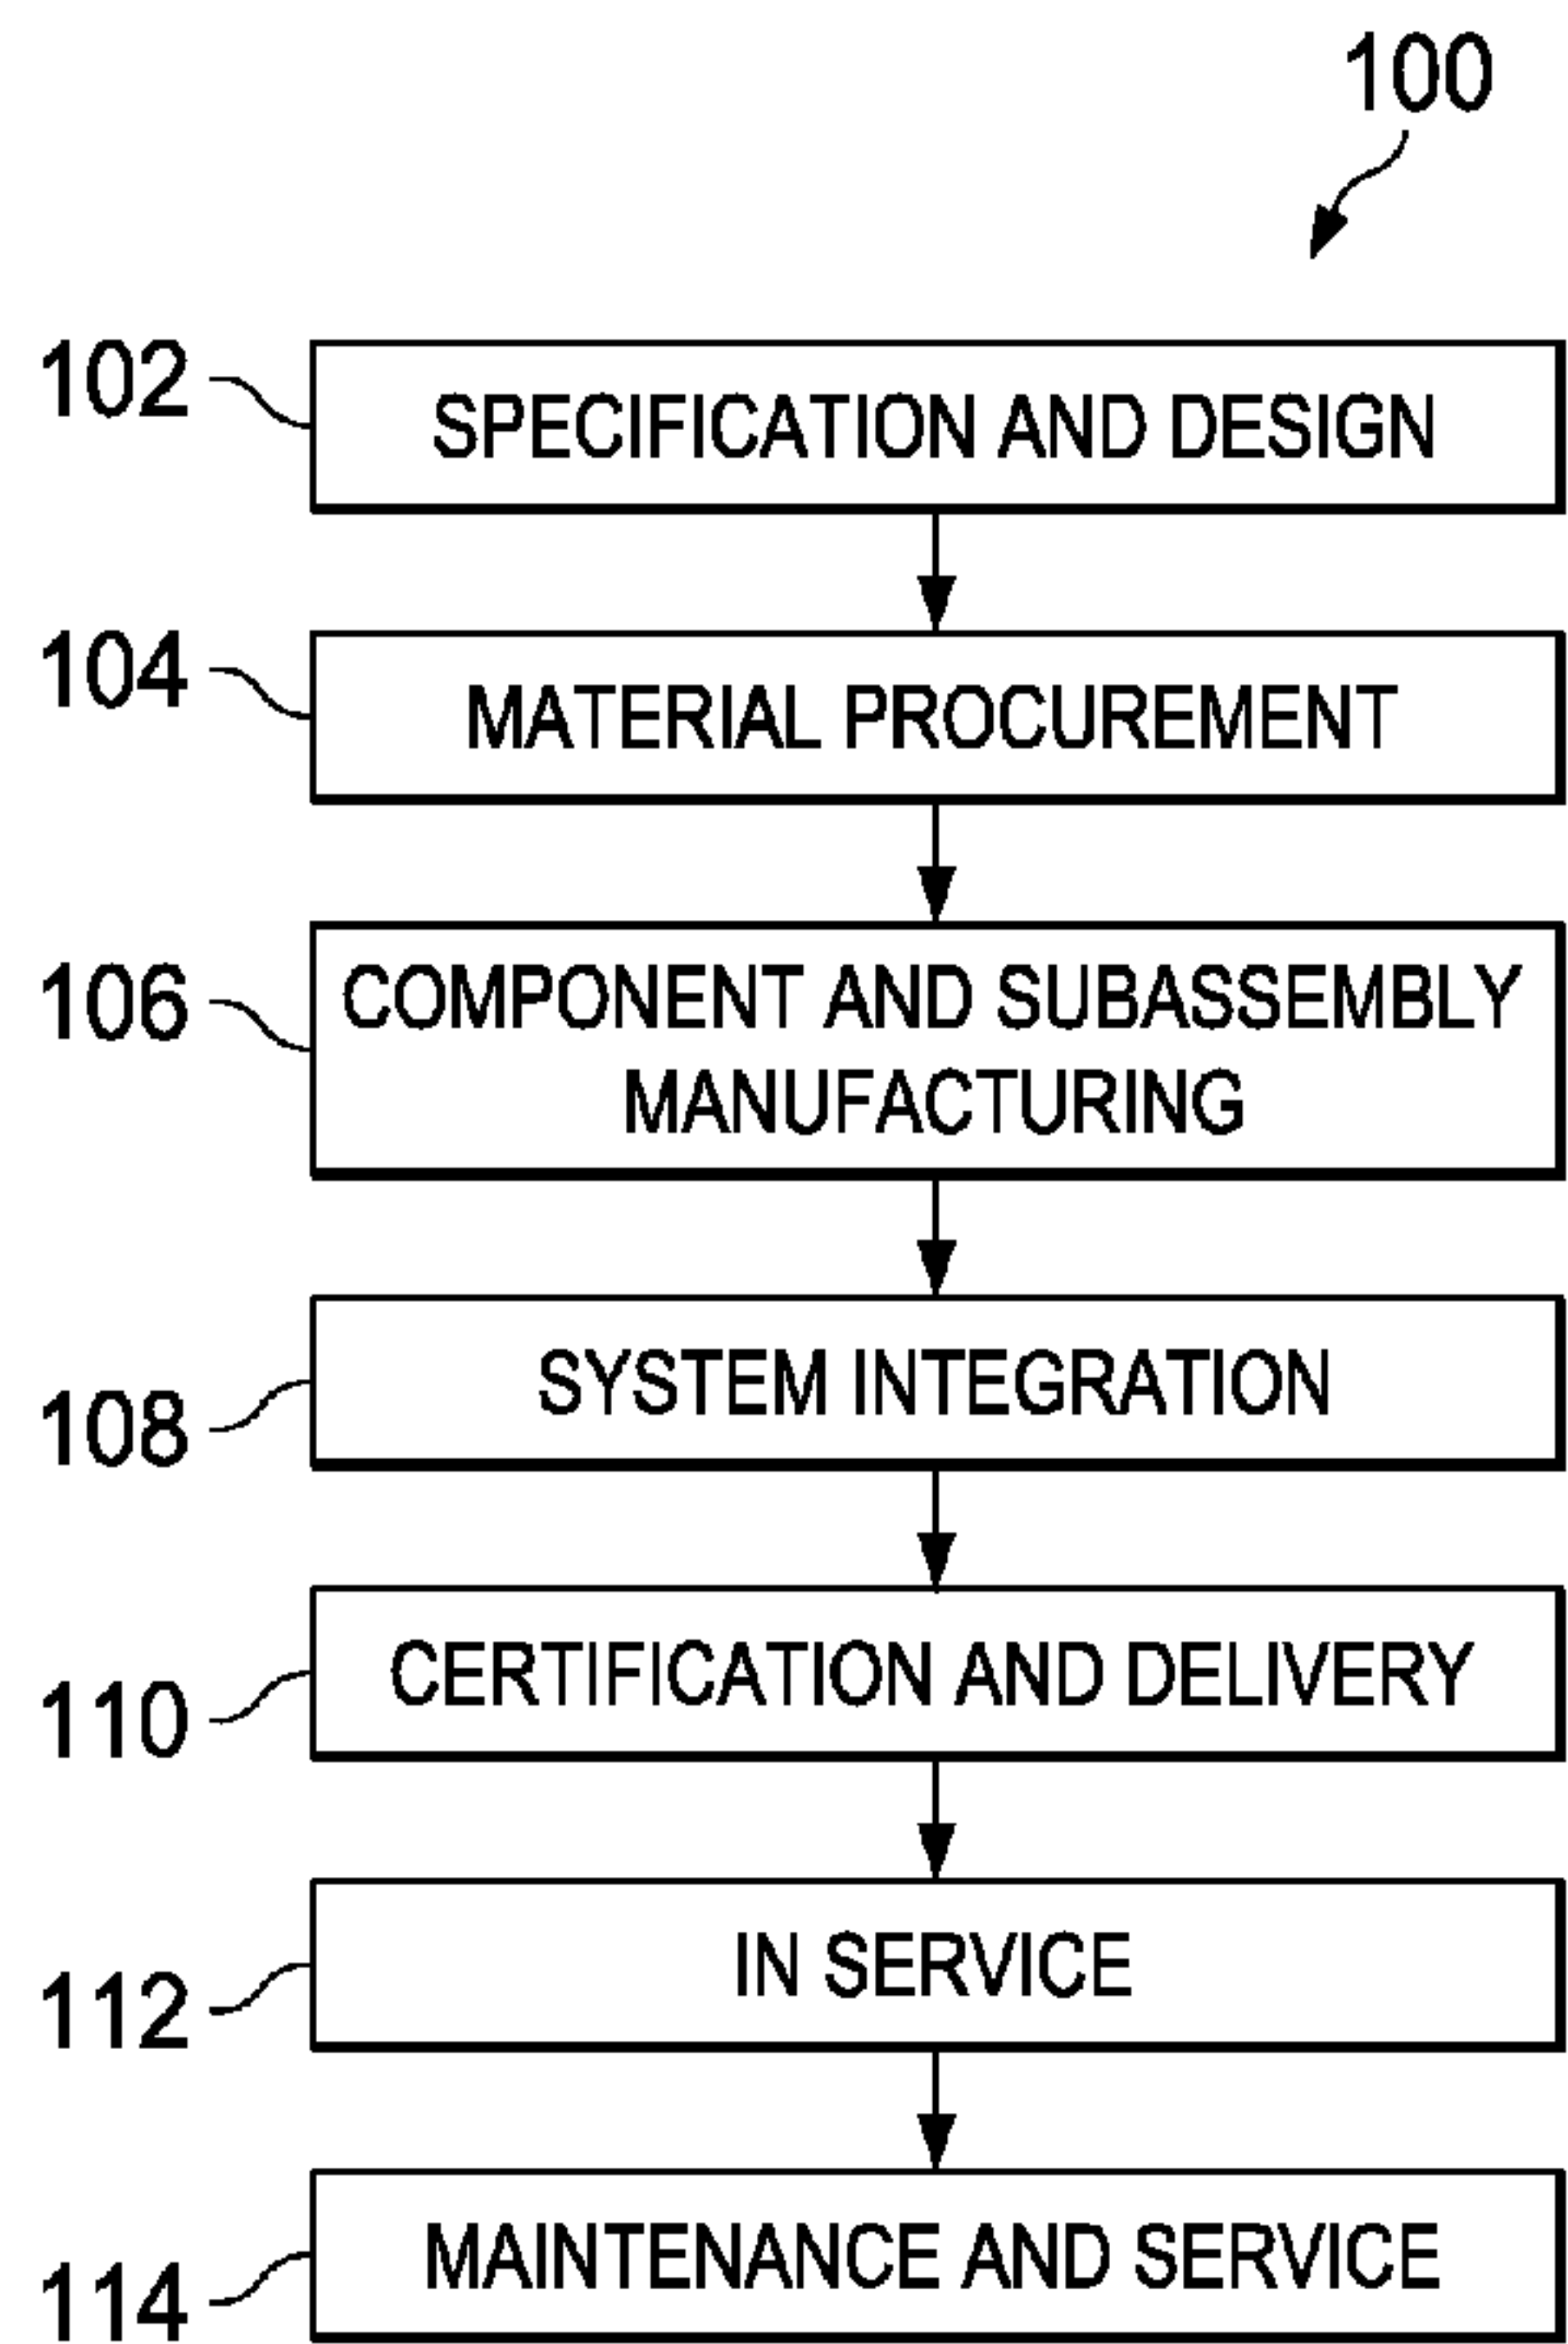 100
102
SPECIFICATION AND DESIGN
104
MATERIAL PROCUREMENT
106
COMPONENT AND SUBASSEMBLY
MANUFACTURING
108
SYSTEM INTEGRATION
110
CERTIFICATION AND DELIVERY
112
IN SERVICE
114
MAINTENANCE AND SERVICE